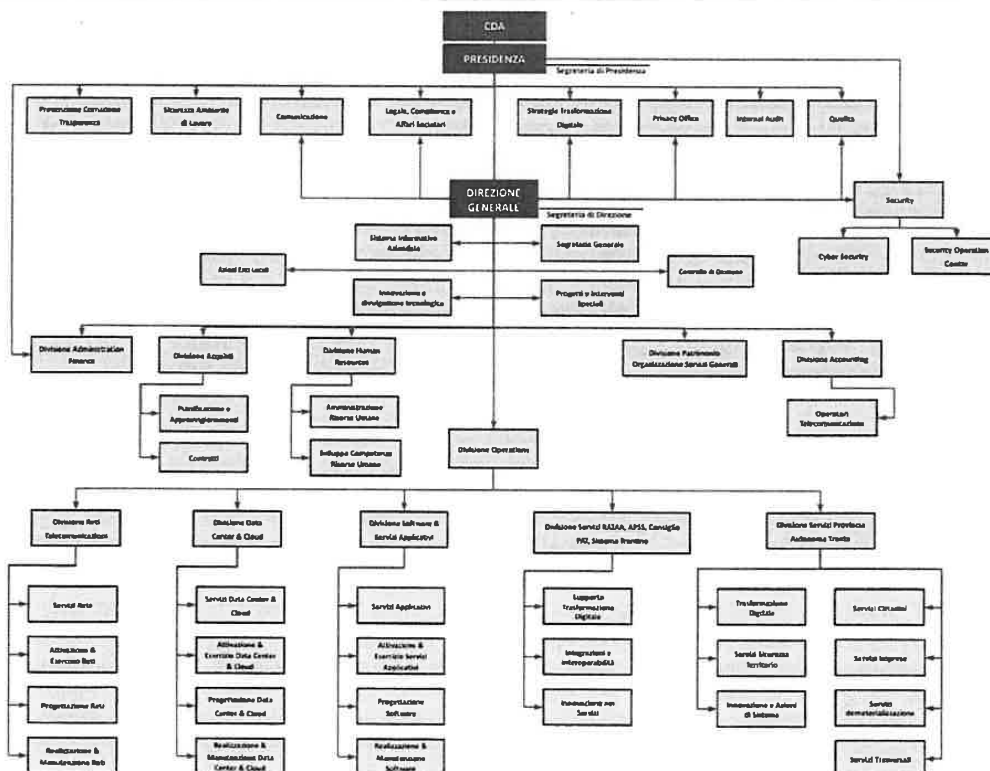 CDA
PRESIDENZA
Segreteria di Presidenza
Prevenzione Corruzione
Trasparenza
Sicurezza Ambiente
di Lavoro
Comunicazione
Legale, Compliance e
Affari Societari
Strategie Trasformazione
Digitale
Privacy Office
Internal Audit
Qualità
DIREZIONE
GENERALE
Segreteria di Direzione
Security
Cyber Security
Security Operation
Center
Sistema Informativo
Aziendale
Segreteria Generale
Azioni Enti Locali
Controllo di Gestione
Innovazione e
divulgazione tecnologica
Progetti e Interventi
Speciali
Divisione Administration
Finance
Divisione Acquisti
Divisione Human
Resources
Divisione Patrimonio
Organizzazione Servizi Generali
Divisione Accounting
Pianificazione e
Approvvigionamenti
Contratti
Amministrazione
Risorse Umane
Sviluppo Competenze
Risorse Umane
Operatori
Telecomunicazione
Divisione Operations
Divisione Reti
Telecomunicazioni
Divisione Data
Center & Cloud
Divisione Software &
Servizi Applicativi
Divisione Servizi RATAA, APSS, Consiglio
PAT, Sistema Trentino
Divisione Servizi Provincia
Autonoma Trento
Servizi Rete
Attivazione &
Esercizio Reti
Progettazione Reti
Realizzazione &
Manutenzione Reti
Servizi Data Center &
Cloud
Attivazione &
Esercizio Data Center
& Cloud
Progettazione Data
Center & Cloud
Realizzazione &
Manutenzione Data
Center & Cloud
Servizi Applicativi
Attivazione &
Esercizio Servizi
Applicativi
Progettazione
Software
Realizzazione &
Manutenzione
Software
Supporto
Trasformazione
Digitale
Integrazioni e
interoperabilità
Innovazione nei
Servizi
Trasformazione
Digitale
Servizi Sicurezza
Territorio
Innovazione e Azioni
di Sistema
Servizi Cittadini
Servizi Imprese
Servizi
dematerializzazione
Servizi Trasversali